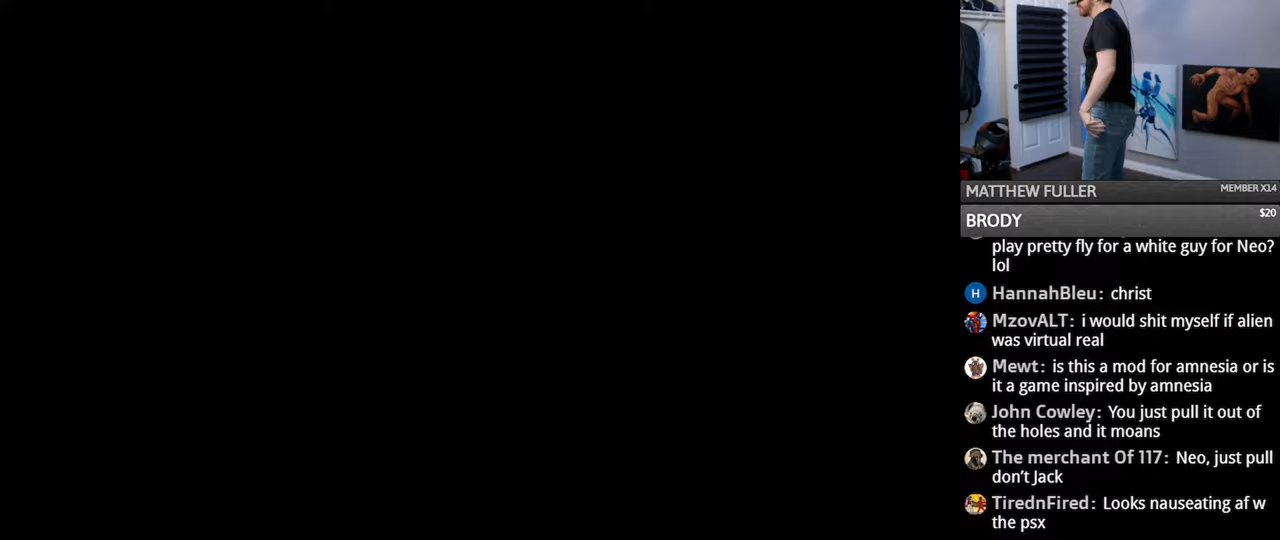 MATTHEW FULLER MEMBER X14
BRODY $20
play pretty fly for a white guy for Neo?
lol
H HannahBleu: christ
MzovALT: i would shit myself if alien
was virtual real
Mewt: is this a mod for amnesia or is
it a game inspired by amnesia
John Cowley: You just pull it out of
the holes and it moans
The merchant Of 117: Neo, just pull
don't Jack
TirednFired: Looks nauseating af w
the psx